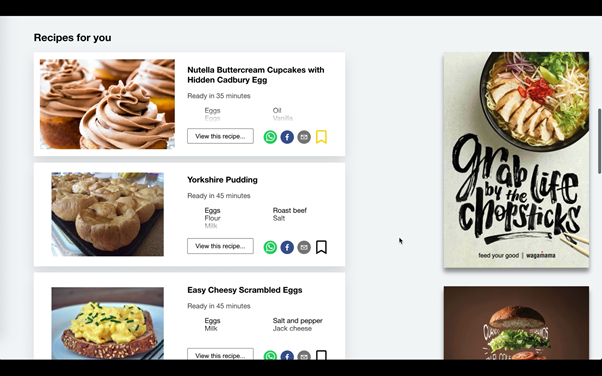 Recipes for you
Nutella Buttercream Cupcakes with
Hidden Cadbury Egg
Ready in 35 minutes
Eggs Oil
Eggs Vanilla
View this recipe...
Yorkshire Pudding
Ready in 45 minutes
Eggs Roast beef
Flour Salt
Milk
View this recipe...
Easy Cheesy Scrambled Eggs
Ready in 45 minutes
Eggs Salt and pepper
Milk Jack cheese
View this recipe...
grab life
by the
chopsticks
feed your good | wagamama